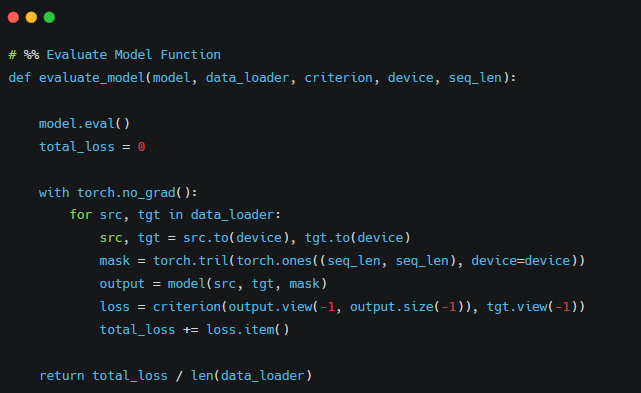 # %% Evaluate Model Function
def evaluate_model(model, data_loader, criterion, device, seq_len):
    model.eval()
    total_loss = 0
    with torch.no_grad():
        for src, tgt in data_loader:
            src, tgt = src.to(device), tgt.to(device)
            mask = torch.tril(torch.ones((seq_len, seq_len), device=device))
            output = model(src, tgt, mask)
            loss = criterion(output.view(-1, output.size(-1)), tgt.view(-1))
            total_loss += loss.item()
    return total_loss / len(data_loader)